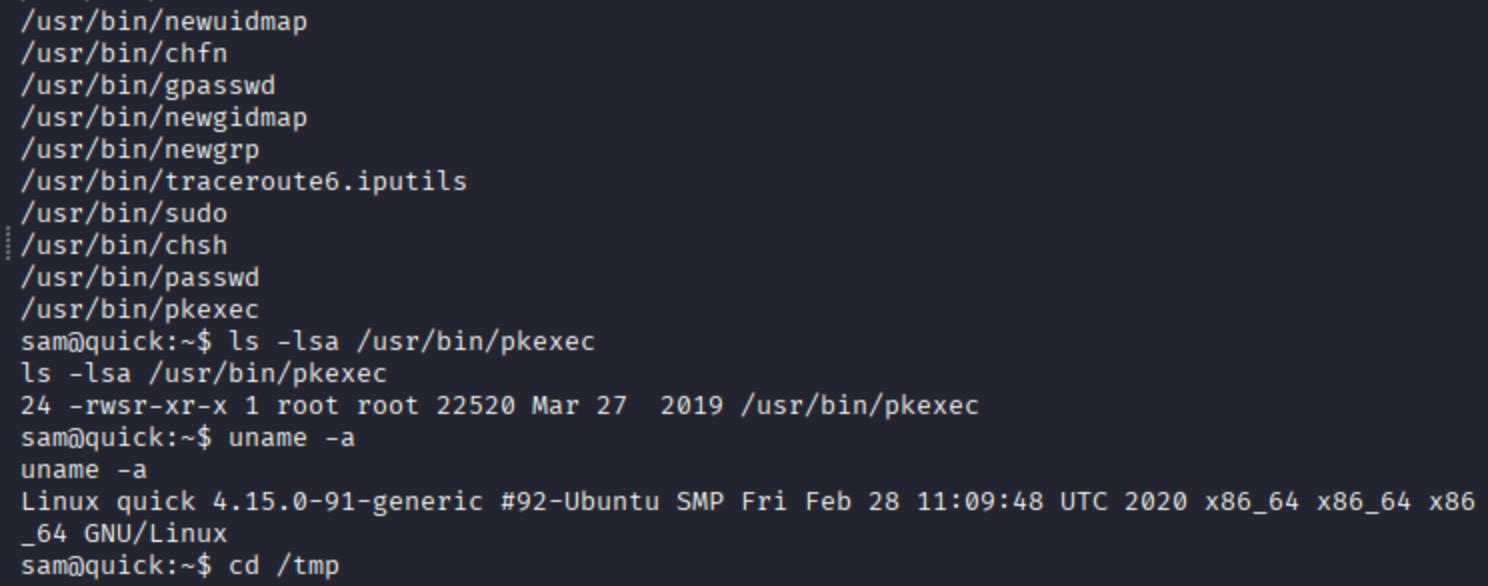 /usr/bin/newuidmap
/usr/bin/chfn
/usr/bin/gpasswd
/usr/bin/newgidmap
/usr/bin/newgrp
/usr/bin/traceroute6.iputils
/usr/bin/sudo
/usr/bin/chsh
/usr/bin/passwd
/usr/bin/pkexec
sam@quick:~$ ls -lsa /usr/bin/pkexec
ls -lsa /usr/bin/pkexec
24 -rwsr-xr-x 1 root root 22520 Mar 27  2019 /usr/bin/pkexec
sam@quick:~$ uname -a
uname -a
Linux quick 4.15.0-91-generic #92-Ubuntu SMP Fri Feb 28 11:09:48 UTC 2020 x86_64 x86_64 x86
_64 GNU/Linux
sam@quick:~$ cd /tmp